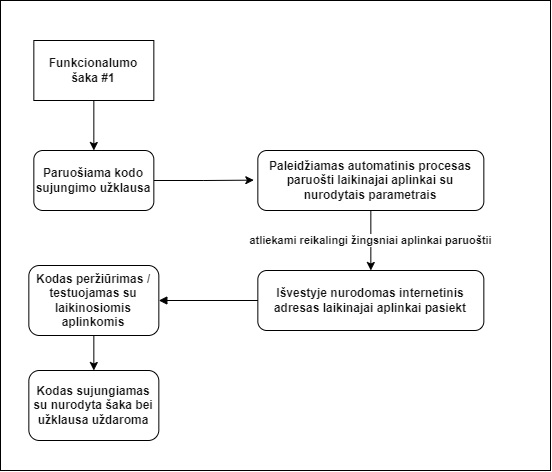 Funkcionalumo
šaka #1
Paruošiama kodo
sujungimo užklausa
Paleidžiamas automatinis procesas
paruošti laikinajai aplinkai su
nurodytais parametrais
atliekami reikalingi žingsniai aplinkai paruoštii
Išvestyje nurodomas internetinis
adresas laikinajai aplinkai pasiekt
Kodas peržiūrimas /
testuojamas su
laikinosiomis
aplinkomis
Kodas sujungiamas
su nurodyta šaka bei
užklausa uždaroma